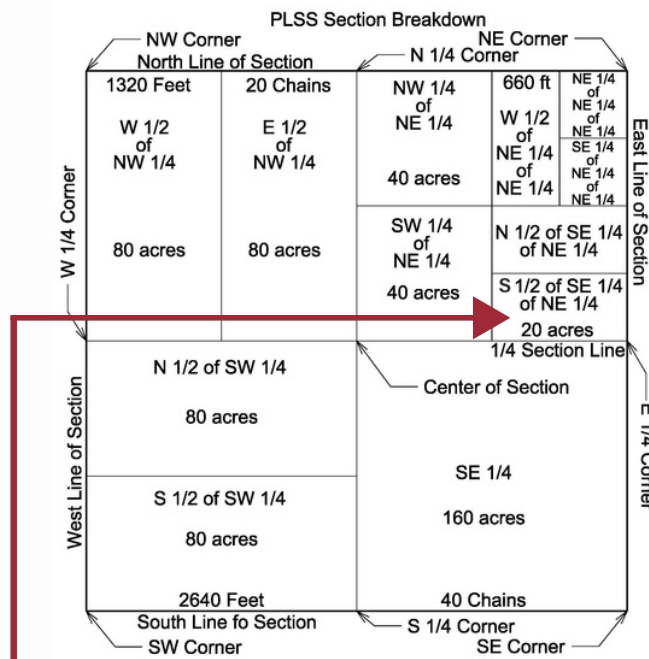 PLSS Section Breakdown
NW Corner
NE Corner
N 1/4 Corner
North Line of Section
1320 Feet
20 Chains
W 1/2
of
NW 1/4
80 acres
E 1/2
of
NW 1/4
80 acres
NW 1/4
of
NE 1/4
40 acres
660 ft
W 1/2
of
NE 1/4
of
NE 1/4
NE 1/4
of
NE 1/4
of
NE 1/4
SE 1/4
of
NE 1/4
of
NE 1/4
East Line of Section
W 1/4 Corner
SW 1/4
of
NE 1/4
40 acres
N 1/2 of SE 1/4
of NE 1/4
S 1/2 of SE 1/4
of NE 1/4
20 acres
1/4 Section Line
Center of Section
E 1/4 Corner
West Line of Section
N 1/2 of SW 1/4
80 acres
S 1/2 of SW 1/4
80 acres
SE 1/4
160 acres
2640 Feet
40 Chains
South Line fo Section
SW Corner
S 1/4 Corner
SE Corner